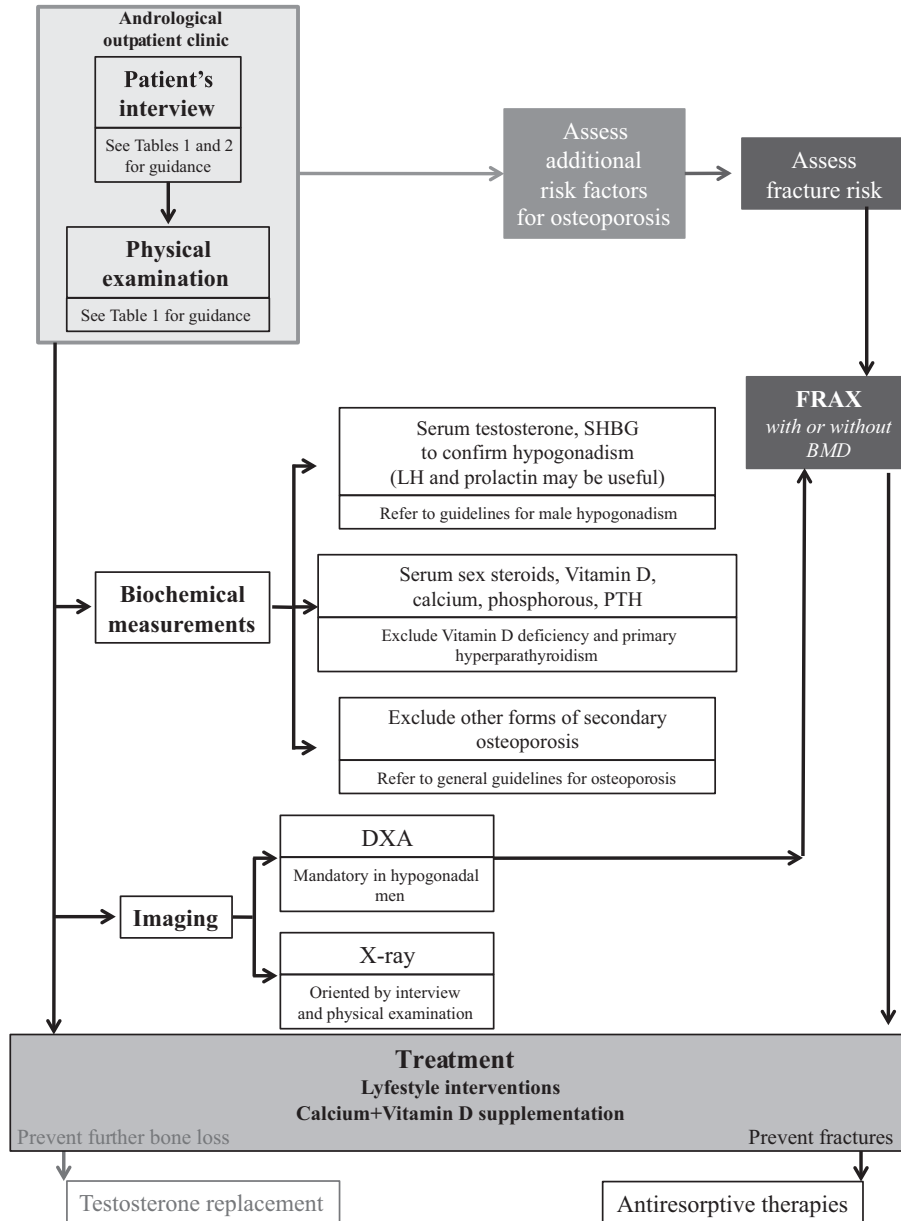 Andrological
outpatient clinic
Patient's
interview
See Tables 1 and 2
for guidance
Physical
examination
See Table 1 for guidance
Assess
additional
risk factors
for osteoporosis
Assess
fracture risk
FRAX
with or without
BMD
Serum testosterone, SHBG
to confirm hypogonadism
(LH and prolactin may be useful)
Refer to guidelines for male hypogonadism
Biochemical
measurements
Serum sex steroids, Vitamin D,
calcium, phosphorous, PTH
Exclude Vitamin D deficiency and primary
hyperparathyroidism
Exclude other forms of secondary
osteoporosis
Refer to general guidelines for osteoporosis
Imaging
DXA
Mandatory in hypogonadal
men
X-ray
Oriented by interview
and physical examination
Treatment
Lyfestyle interventions
Calcium+Vitamin D supplementation
Prevent further bone loss
Prevent fractures
Testosterone replacement
Antiresorptive therapies